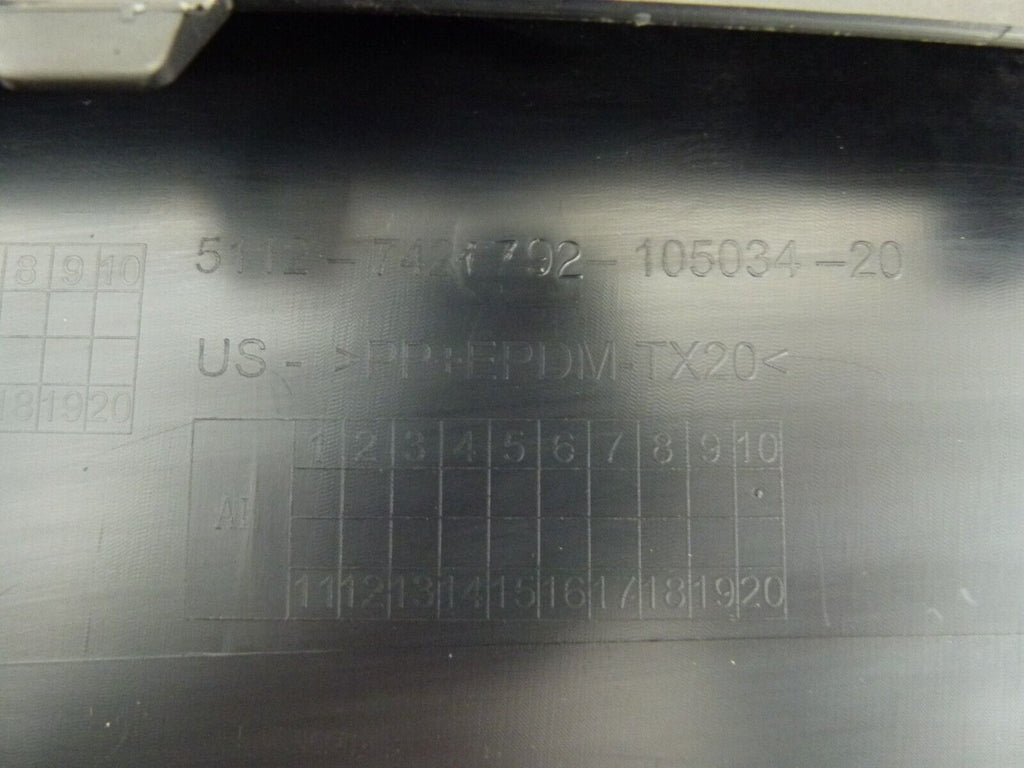 5112-7421792-105034-20
8 9 10
US- >PP+EPDM-TX20<
18 19 20
1 2 3 4 5 6 7 8 9 10
AI
11 12 13 14 15 16 17 18 19 20